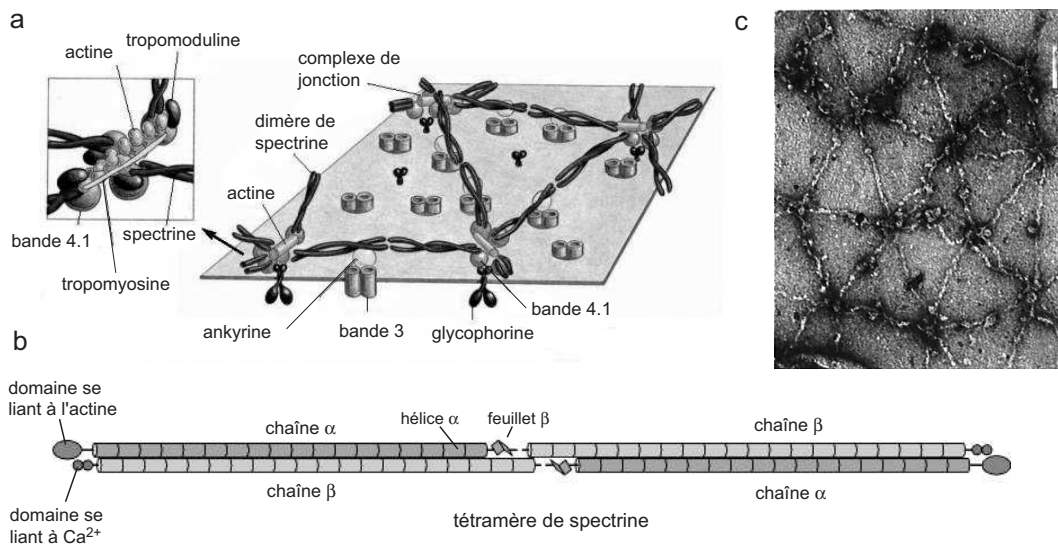 a
tropomoduline
actine
complexe de
jonction
dimère de
spectrine
actine
bande 4.1
spectrine
tropomyosine
ankyrine
bande 3
glycophorine
bande 4.1
c
b
domaine se
liant à l'actine
chaîne α
hélice α
feuillet β
chaîne β
chaîne β
chaîne α
domaine se
liant à Ca²⁺
tétramère de spectrine